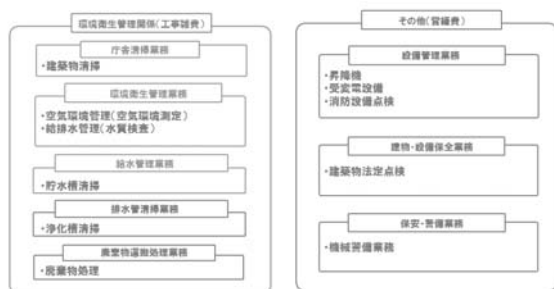 環境衛生管理関係(工事雑費)
庁舎清掃業務
・建築物清掃
環境衛生管理業務
・空気環境管理(空気環境測定)
・給排水管理(水質検査)
給水管理業務
・貯水槽清掃
排水管清掃業務
・浄化槽清掃
廃棄物運搬処理業務
・廃棄物処理
その他(営繕費)
設備管理業務
・昇降機
・受変電設備
・消防設備点検
建物・設備保全業務
・建築物法定点検
保安・警備業務
・機械警備業務